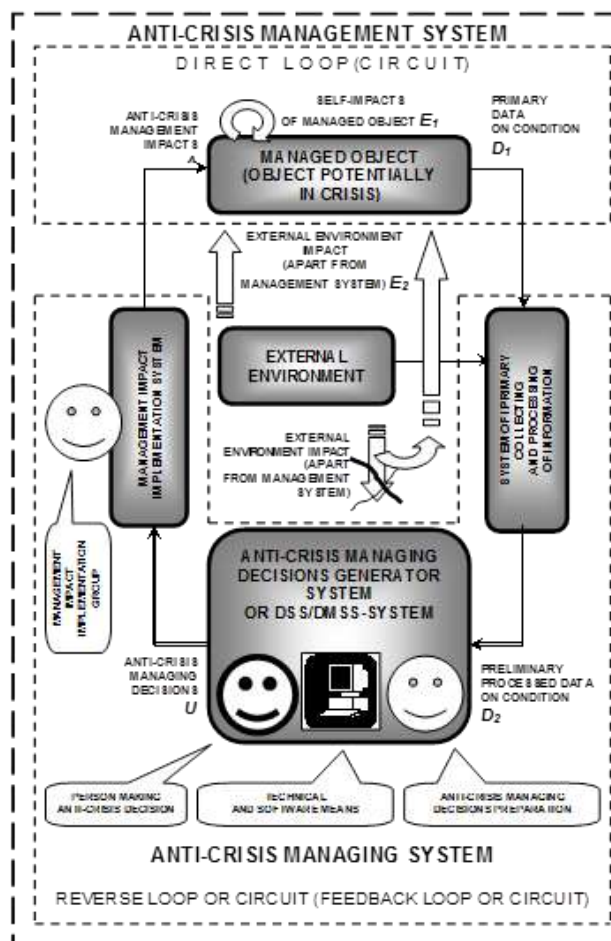 ANTI-CRISIS MANAGEMENT SYSTEM
DIRECT LOOP (CIRCUIT)
SELF-IMPACTS
OF MANAGED OBJECT E1
ANTI-CRISIS
MANAGEMENT
IMPACTS
PRIMARY
DATA
ON CONDITION
D1
MANAGED OBJECT
(OBJECT POTENTIALLY
IN CRISIS)
EXTERNAL ENVIRONMENT
IMPACT
(APART FROM
MANAGEMENT SYSTEM) E2
MANAGEMENT IMPACT
IMPLEMENTATION SYSTEM
EXTERNAL
ENVIRONMENT
SYSTEM OF PRIMARY
COLLECTING
AND PROCESSING
OF INFORMATION
EXTERNAL
ENVIRONMENT IMPACT
(APART
FROM MANAGEMENT
SYSTEM)
MANAGEMENT
IMPACT
IMPLEMENTATION
GROUP
ANTI-CRISIS MANAGING
DECISIONS GENERATOR
SYSTEM
OR DSS/DMSS-SYSTEM
ANTI-CRISIS
MANAGING
DECISIONS
U
PRELIMINARY
PROCESSED DATA
ON CONDITION
D2
PERSON MAKING
ANTI-CRISIS DECISION
TECHNICAL
AND SOFTWARE MEANS
ANTI-CRISIS MANAGING
DECISIONS PREPARATION
ANTI-CRISIS MANAGING SYSTEM
REVERSE LOOP OR CIRCUIT (FEEDBACK LOOP OR CIRCUIT)